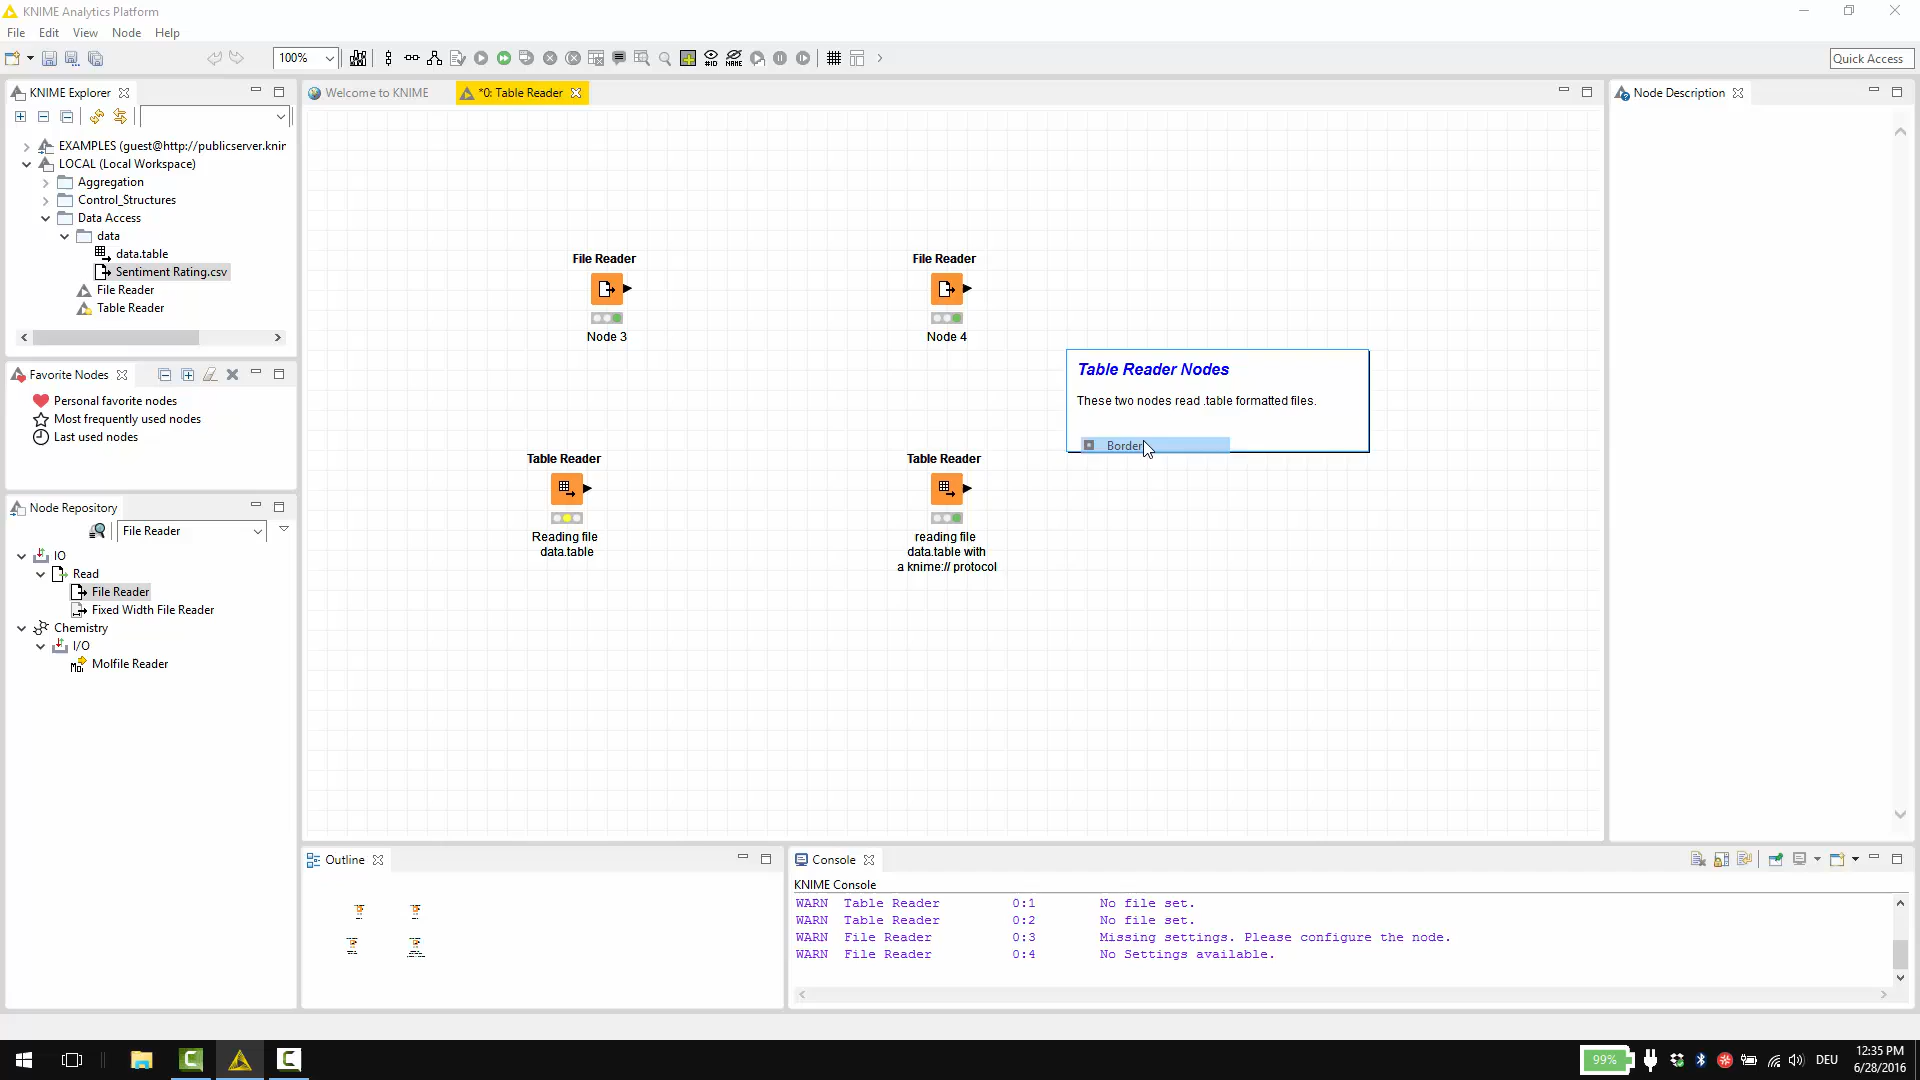 KNIME Analytics Platform
File Edit View Node Help
100%
Quick Access
KNIME Explorer
EXAMPLES (guest@http://publicserver.knin
LOCAL (Local Workspace)
Aggregation
Control_Structures
Data Access
data
data.table
Sentiment Rating.csv
File Reader
Table Reader
Favorite Nodes
Personal favorite nodes
Most frequently used nodes
Last used nodes
Node Repository
File Reader
IO
Read
File Reader
Fixed Width File Reader
Chemistry
I/O
Molfile Reader
Welcome to KNIME
*0: Table Reader
File Reader
Node 3
File Reader
Node 4
Table Reader Nodes
These two nodes read .table formatted files.
Border
Table Reader
Reading file
data.table
Table Reader
reading file
data.table with
a knime:// protocol
Node Description
Outline
Console
KNIME Console
WARN Table Reader 0:1 No file set.
WARN Table Reader 0:2 No file set.
WARN File Reader 0:3 Missing settings. Please configure the node.
WARN File Reader 0:4 No Settings available.
99%
DEU
12:35 PM
6/28/2016